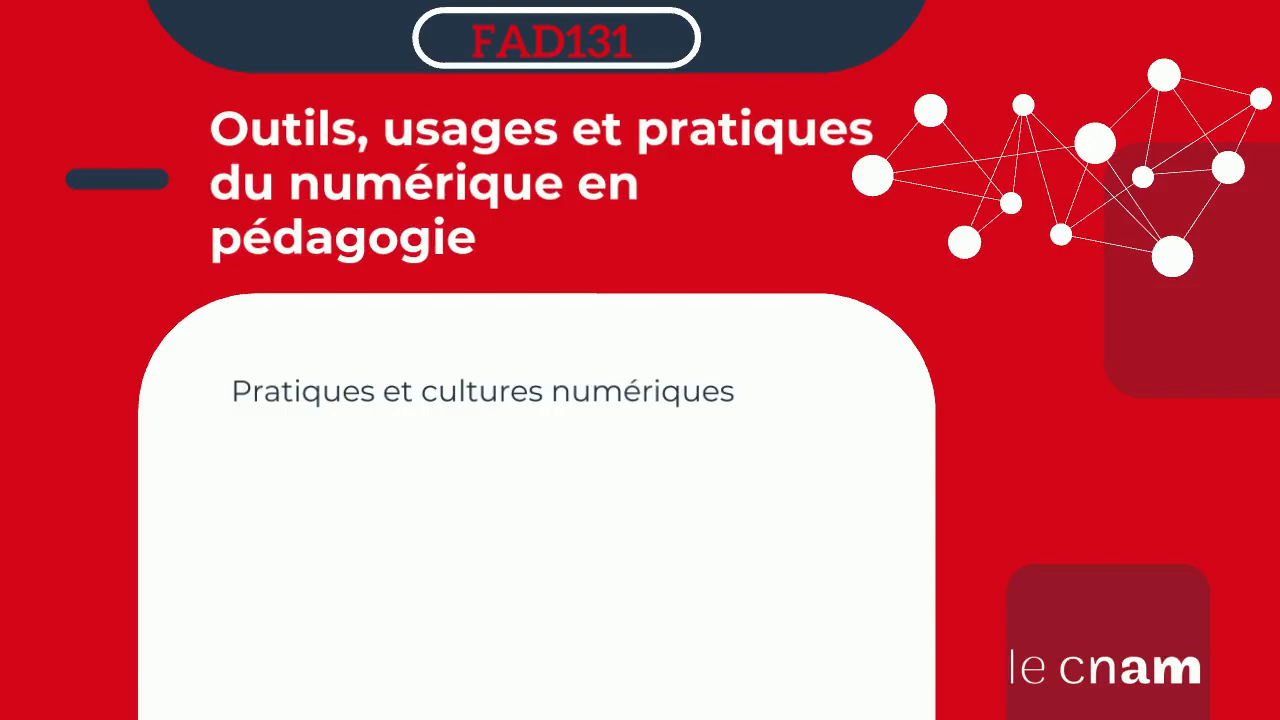 FAD131
Outils, usages et pratiques
du numérique en
pédagogie
Pratiques et cultures numériques
le cnam